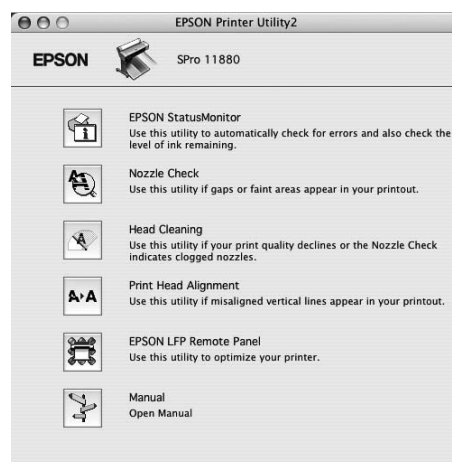 EPSON Printer Utility2
EPSON
SPro 11880
EPSON StatusMonitor
Use this utility to automatically check for errors and also check the
level of ink remaining.
Nozzle Check
Use this utility if gaps or faint areas appear in your printout.
Head Cleaning
Use this utility if your print quality declines or the Nozzle Check
indicates clogged nozzles.
A▸A
Print Head Alignment
Use this utility if misaligned vertical lines appear in your printout.
EPSON LFP Remote Panel
Use this utility to optimize your printer.
Manual
Open Manual